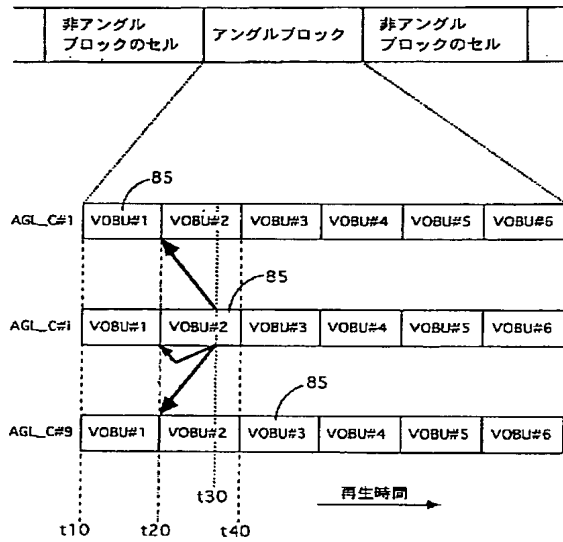 非アングル
ブロックのセル
アングルブロック
非アングル
ブロックのセル
85
AGL_C#1 VOBU#1 VOBU#2 VOBU#3 VOBU#4 VOBU#5 VOBU#6
85
AGL_C#i VOBU#1 VOBU#2 VOBU#3 VOBU#4 VOBU#5 VOBU#6
85
AGL_C#9 VOBU#1 VOBU#2 VOBU#3 VOBU#4 VOBU#5 VOBU#6
t30
再生時間
t10 t20 t40